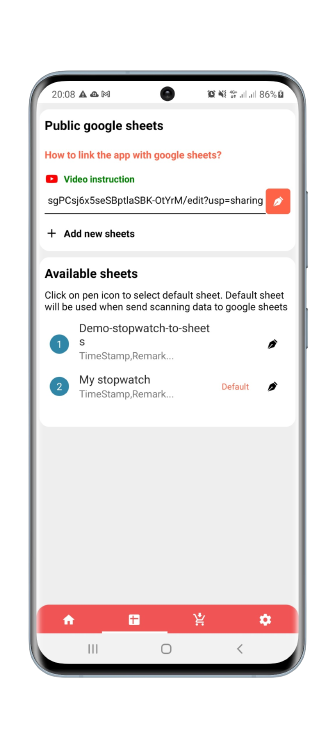 20:08
86%
Public google sheets
How to link the app with google sheets?
Video instruction
sgPCsj6x5seSBptlaSBK-OtYrM/edit?usp=sharing
Add new sheets
Available sheets
Click on pen icon to select default sheet. Default sheet
will be used when send scanning data to google sheets
1
Demo-stopwatch-to-sheet
s
TimeStamp,Remark...
2
My stopwatch
Default
TimeStamp,Remark...